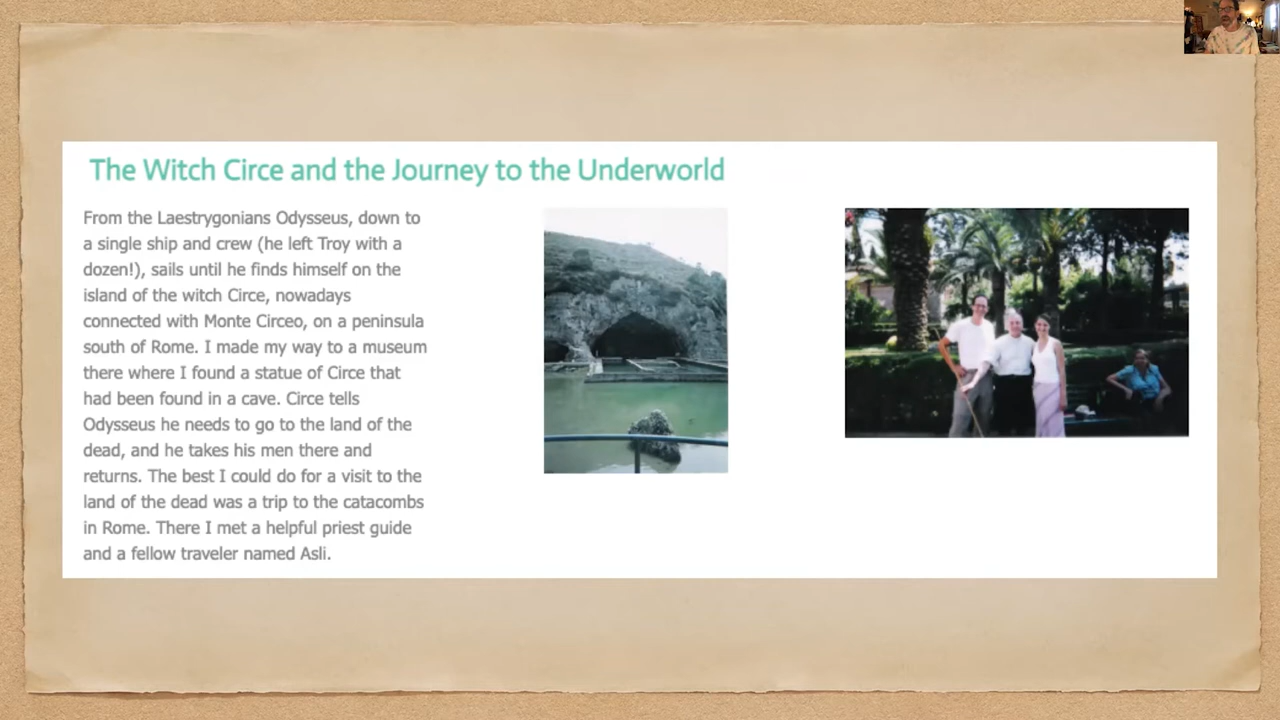 The Witch Circe and the Journey to the Underworld
From the Laestrygonians Odysseus, down to
a single ship and crew (he left Troy with a
dozen!), sails until he finds himself on the
island of the witch Circe, nowadays
connected with Monte Circeo, on a peninsula
south of Rome. I made my way to a museum
there where I found a statue of Circe that
had been found in a cave. Circe tells
Odysseus he needs to go to the land of the
dead, and he takes his men there and
returns. The best I could do for a visit to the
land of the dead was a trip to the catacombs
in Rome. There I met a helpful priest guide
and a fellow traveler named Asli.